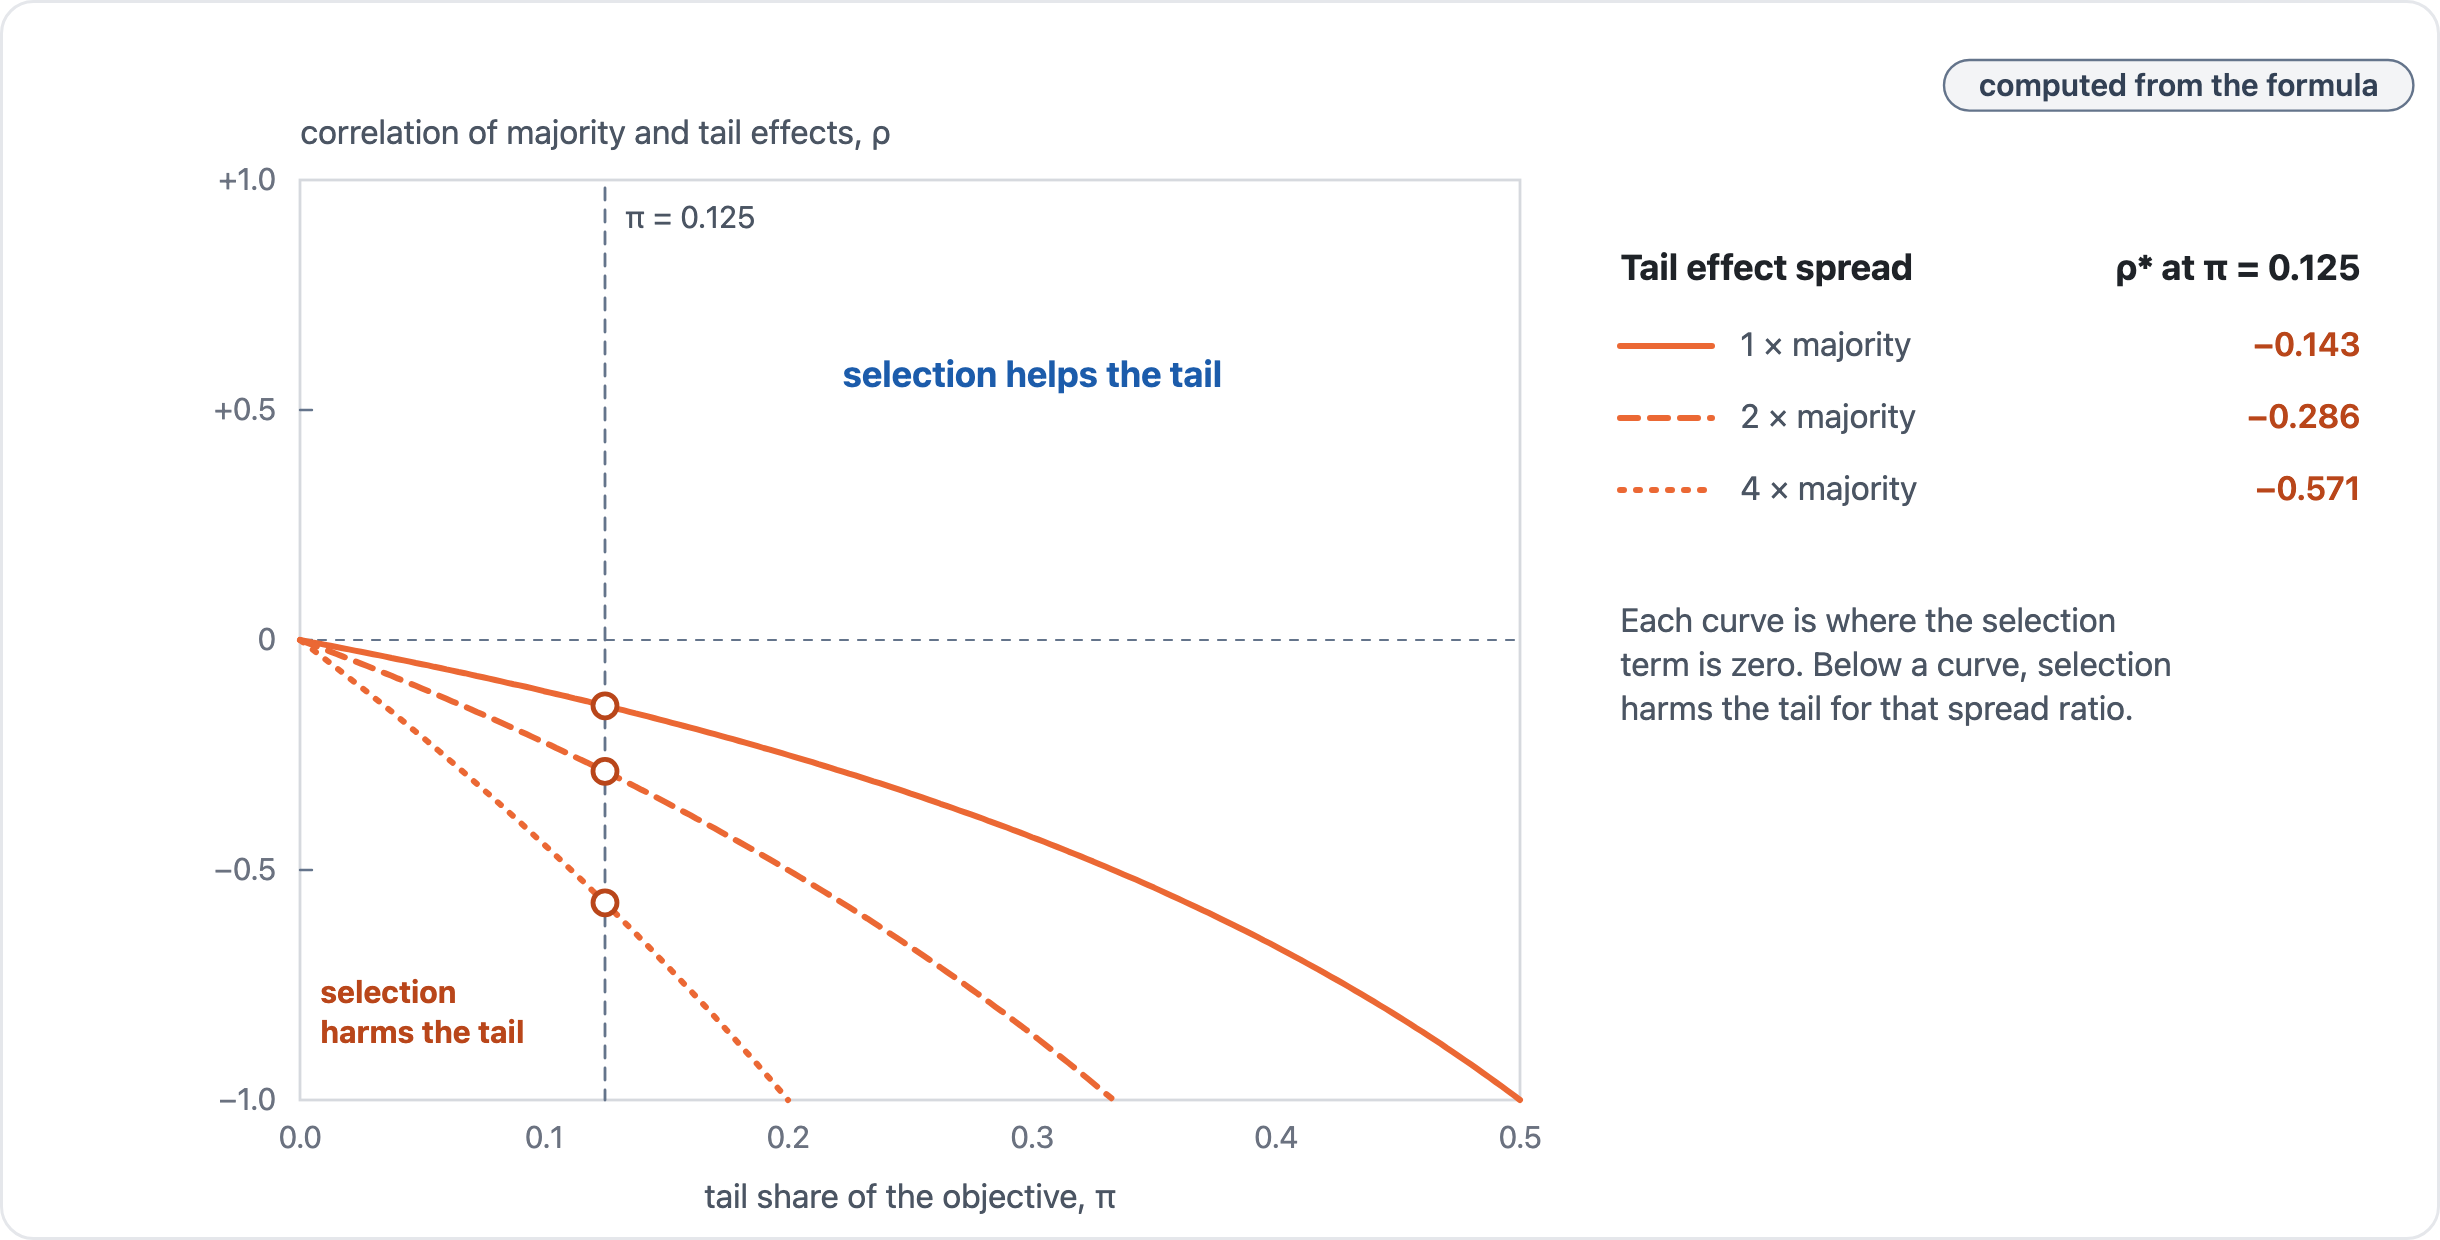 computed from the formula
correlation of majority and tail effects, ρ
+1.0
π = 0.125
+0.5
selection helps the tail
0
−0.5
selection
harms the tail
−1.0
0.0 0.1 0.2 0.3 0.4 0.5
tail share of the objective, π
Tail effect spread ρ* at π = 0.125
1 × majority −0.143
2 × majority −0.286
4 × majority −0.571
Each curve is where the selection
term is zero. Below a curve, selection
harms the tail for that spread ratio.